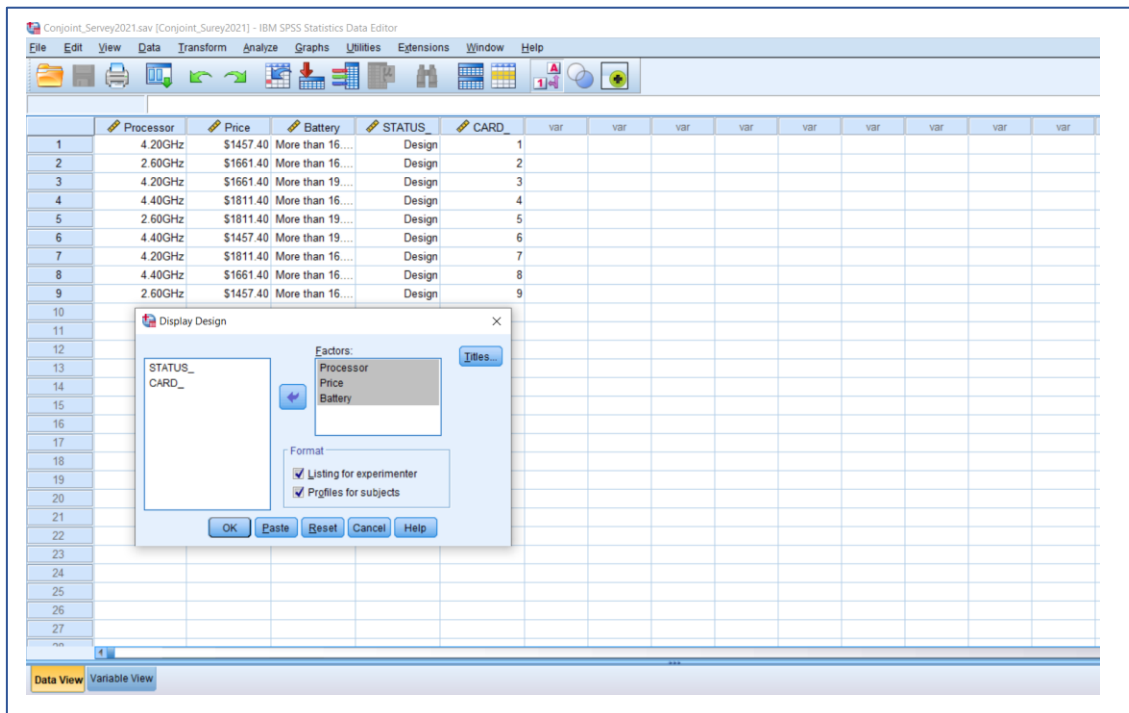 Conjoint_Servey2021.sav [Conjoint_Surey2021] - IBM SPSS Statistics Data Editor
File Edit View Data Transform Analyze Graphs Utilities Extensions Window Help
Processor Price Battery STATUS_ CARD_ var var var var var var var var var
1 4.20GHz $1457.40 More than 16.... Design 1
2 2.60GHz $1661.40 More than 16.... Design 2
3 4.20GHz $1661.40 More than 19.... Design 3
4 4.40GHz $1811.40 More than 16.... Design 4
5 2.60GHz $1811.40 More than 19.... Design 5
6 4.40GHz $1457.40 More than 19.... Design 6
7 4.20GHz $1811.40 More than 16.... Design 7
8 4.40GHz $1661.40 More than 16.... Design 8
9 2.60GHz $1457.40 More than 16.... Design 9
10
11
12
13
14
15
16
17
18
19
20
21
22
23
24
25
26
27
Display Design
Factors:
Titles...
STATUS_
CARD_
Processor
Price
Battery
Format
Listing for experimenter
Profiles for subjects
OK Paste Reset Cancel Help
Data View Variable View